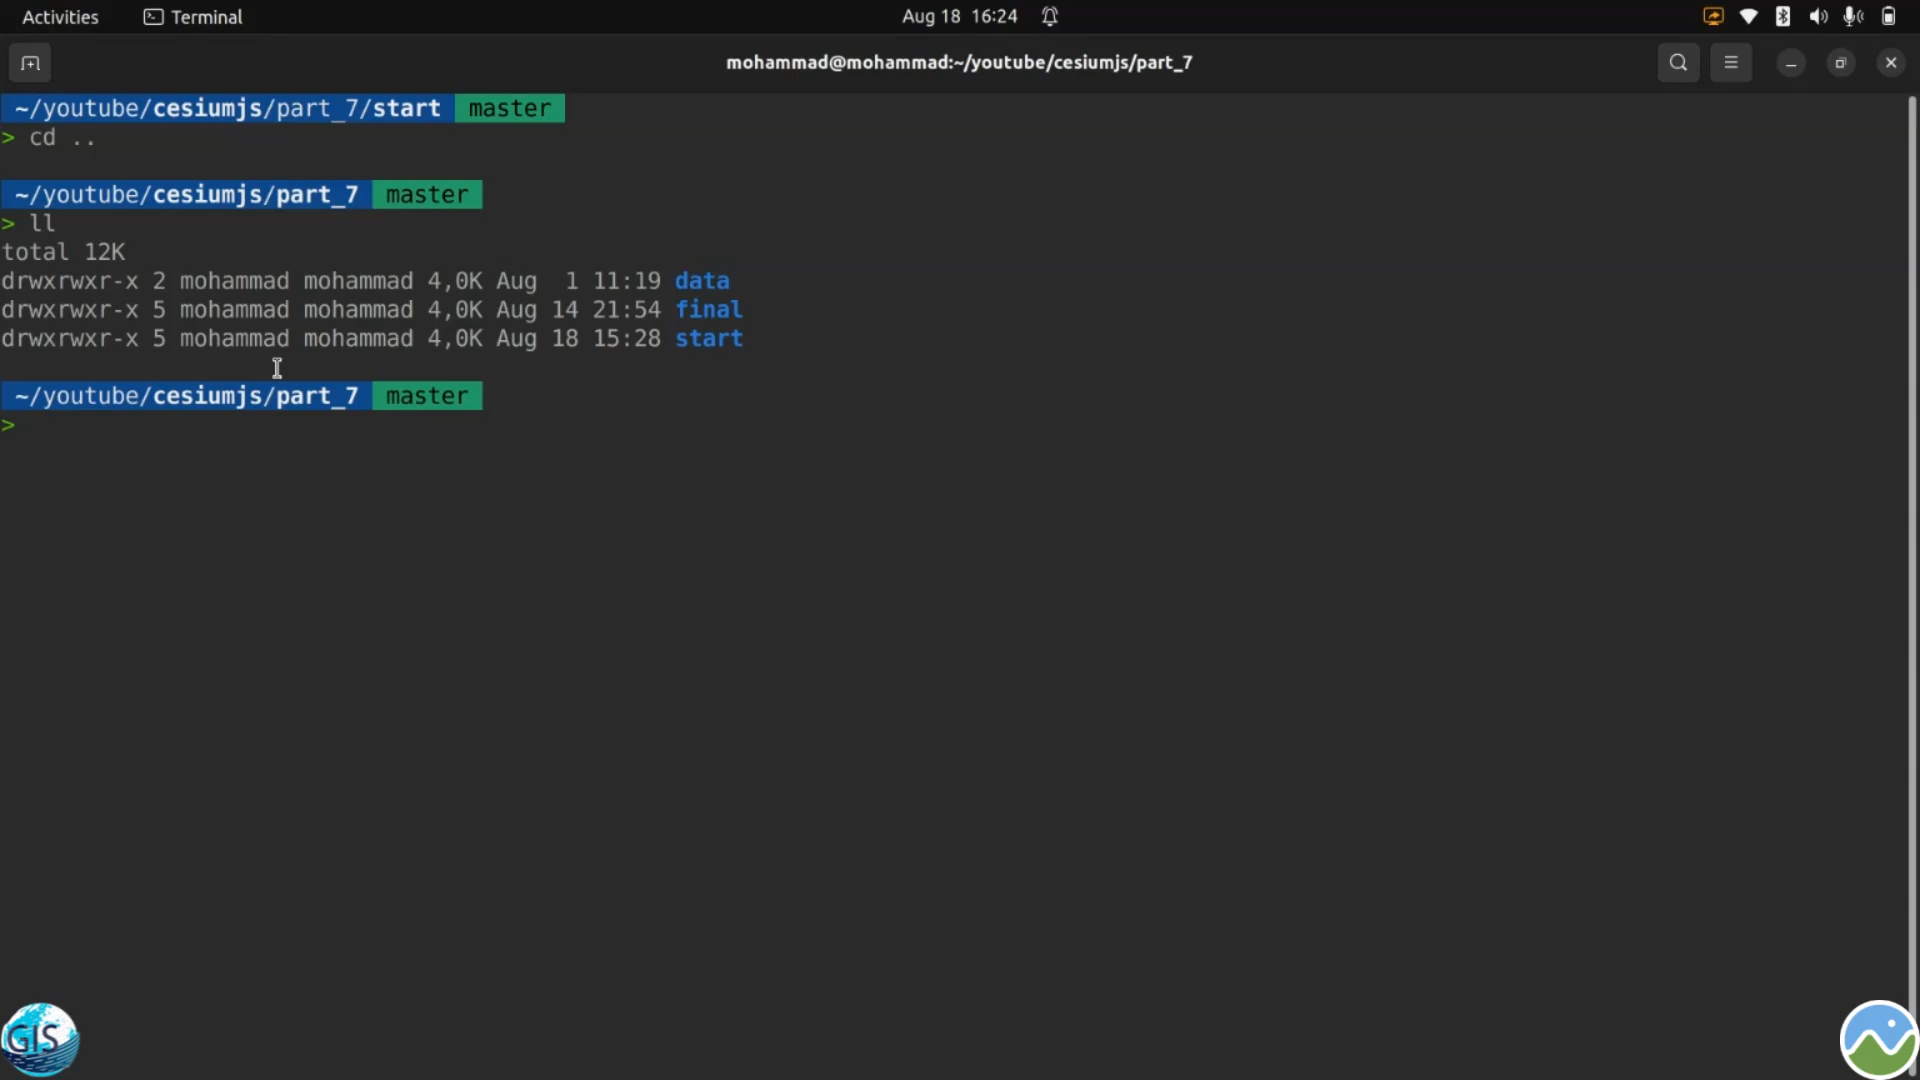 Activities Terminal Aug 18 16:24
mohammad@mohammad:~/youtube/cesiumjs/part_7
~/youtube/cesiumjs/part_7/start master
> cd ..
~/youtube/cesiumjs/part_7 master
> ll
total 12K
drwxrwxr-x 2 mohammad mohammad 4,0K Aug  1 11:19 data
drwxrwxr-x 5 mohammad mohammad 4,0K Aug 14 21:54 final
drwxrwxr-x 5 mohammad mohammad 4,0K Aug 18 15:28 start
~/youtube/cesiumjs/part_7 master
>
GIS